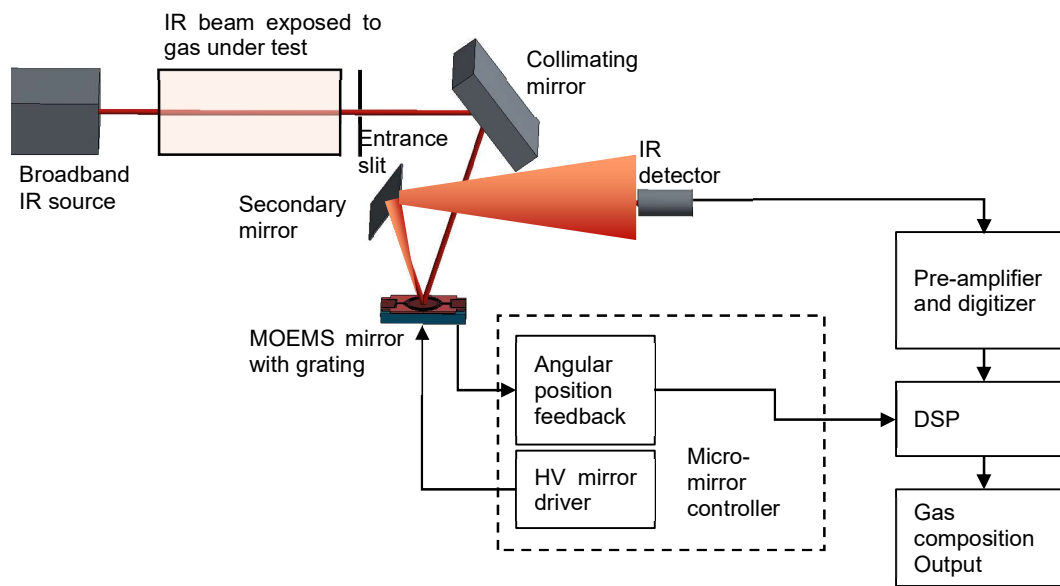 IR beam exposed to
gas under test
Collimating
mirror
Entrance
slit
IR
detector
Broadband
IR source
Secondary
mirror
Pre-amplifier
and digitizer
MOEMS mirror
with grating
Angular
position
feedback
DSP
HV mirror
driver
Micro-
mirror
controller
Gas
composition
Output